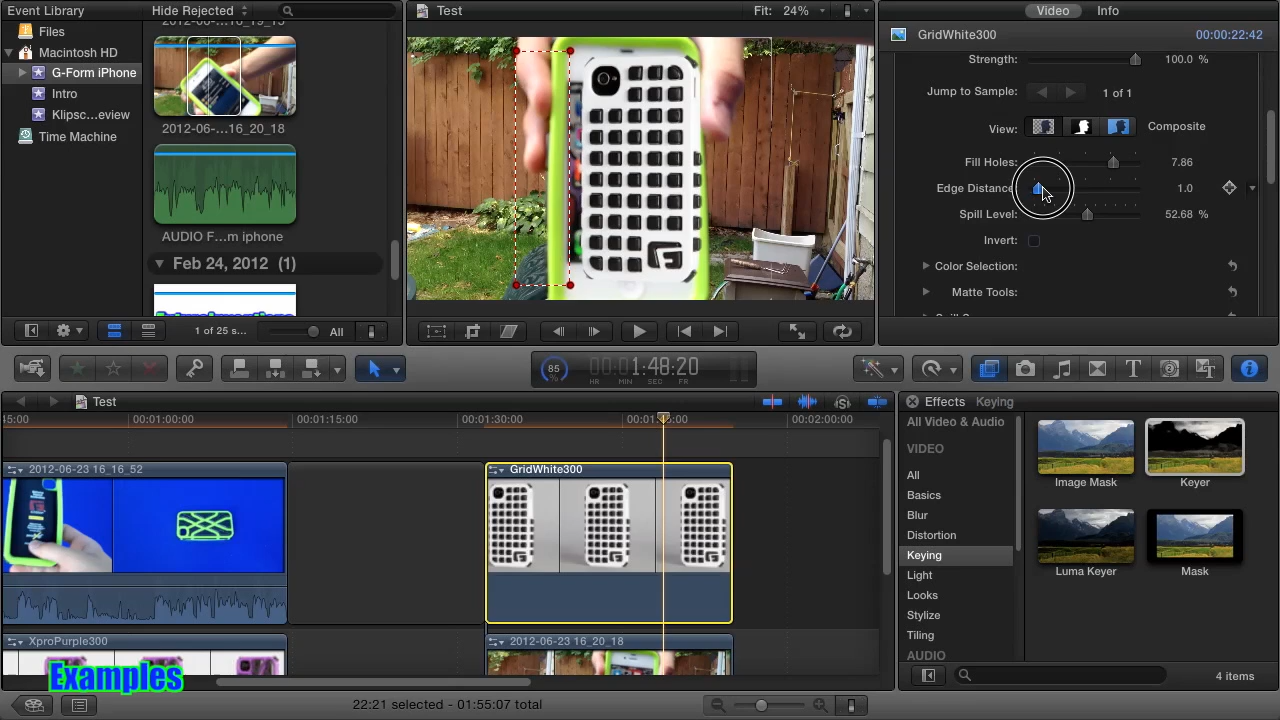 Event Library
Hide Rejected
Test
Fit: 24%
Video
Info
Files
Macintosh HD
G-Form iPhone
Intro
Klipsc...eview
Time Machine
2012-06-...16_20_18
AUDIO F...m iphone
Feb 24, 2012 (1)
1 of 25 s...
All
GridWhite300
00:00:22:42
Strength:
100.0 %
Jump to Sample:
1 of 1
View:
Composite
Fill Holes:
7.86
Edge Distance
1.0
Spill Level:
52.68 %
Invert:
Color Selection:
Matte Tools:
85
%
1:48:20
HR MIN SEC FR
Test
45:00
00:01:00:00
00:01:15:00
00:01:30:00
00:01:45:00
00:02:00:00
2012-06-23 16_16_52
GridWhite300
XproPurple300
2012-06-23 16_20_18
Examples
22:21 selected - 01:55:07 total
Effects
Keying
All Video & Audio
VIDEO
All
Basics
Blur
Distortion
Keying
Light
Looks
Stylize
Tiling
AUDIO
Image Mask
Keyer
Luma Keyer
Mask
4 items